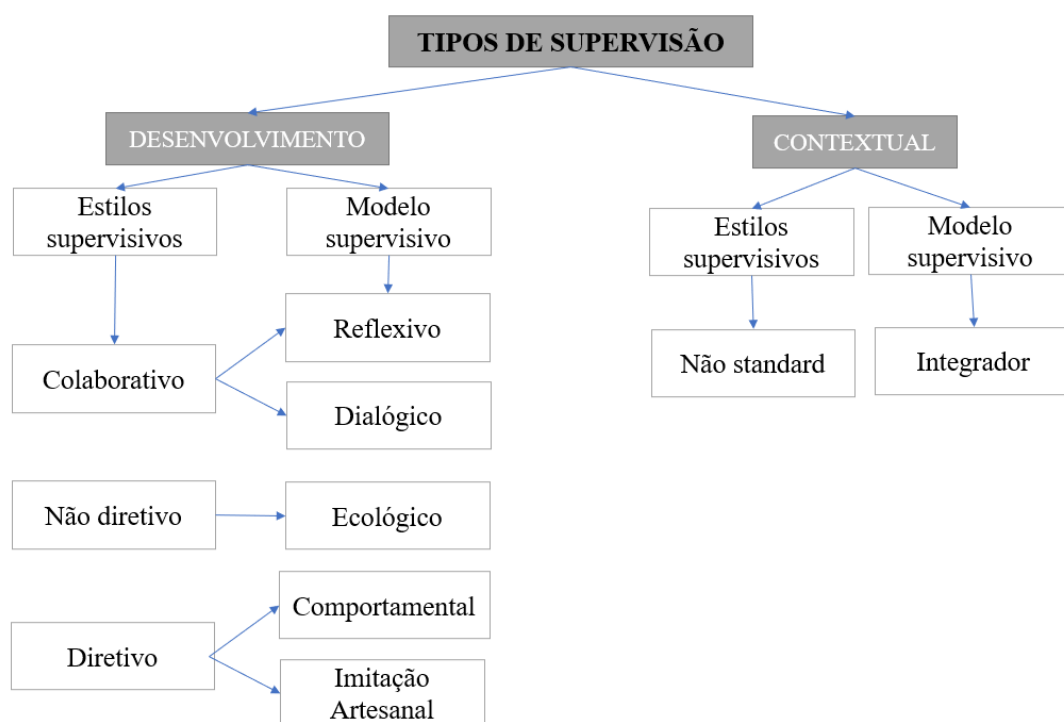 TIPOS DE SUPERVISÃO
DESENVOLVIMENTO
CONTEXTUAL
Estilos
supervisivos
Modelo
supervisivo
Estilos
supervisivos
Modelo
supervisivo
Reflexivo
Colaborativo
Dialógico
Não standard
Integrador
Não diretivo
Ecológico
Comportamental
Diretivo
Imitação
Artesanal